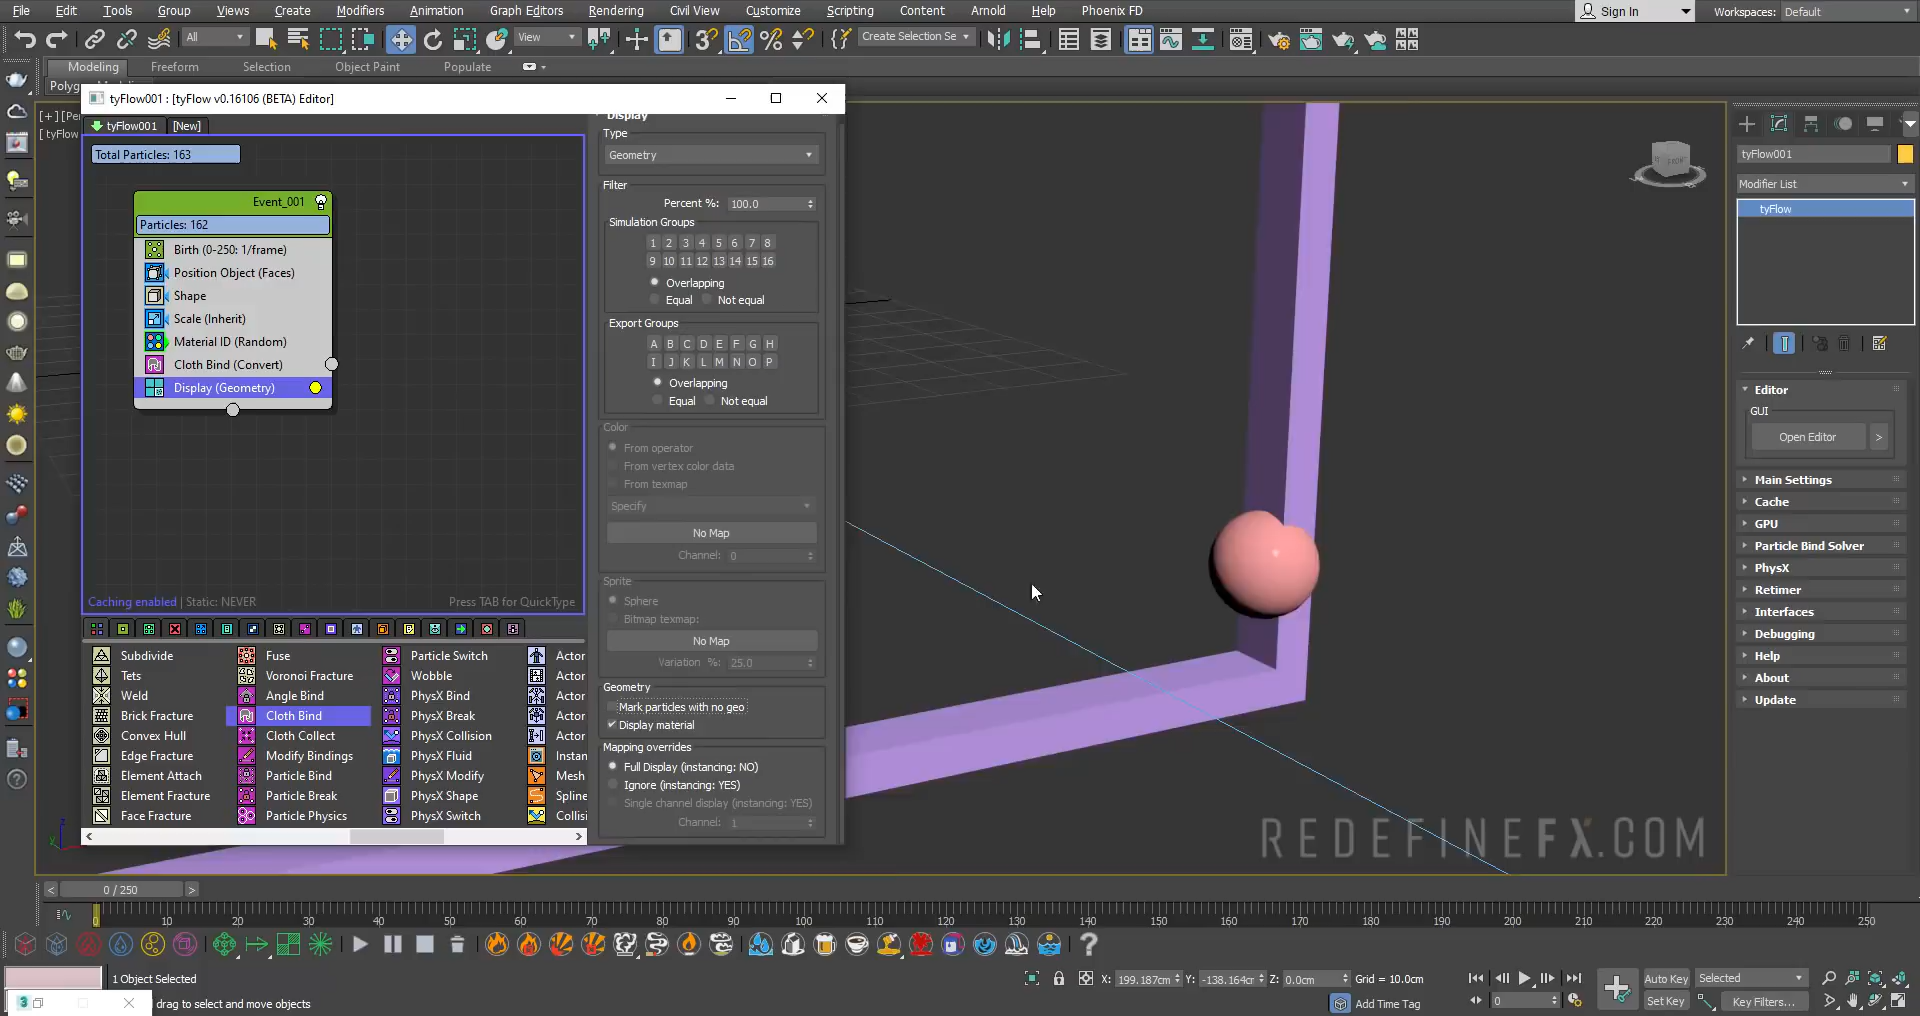 File Edit Tools Group Views Create Modifiers Animation Graph Editors Rendering Civil View Customize Scripting Content Arnold Help Phoenix FD
Sign In
Workspaces: Default
All
View
Create Selection Se
Modeling Freeform Selection Object Paint Populate
tyFlow001 : [tyFlow v0.16106 (BETA) Editor]
tyFlow001 [New]
Total Particles: 163
Event_001
Particles: 162
Birth (0-250: 1/frame)
Position Object (Faces)
Shape
Scale (Inherit)
Material ID (Random)
Cloth Bind (Convert)
Display (Geometry)
Caching enabled | Static: NEVER
Press TAB for QuickType
Subdivide Fuse Particle Switch Actor
Tets Voronoi Fracture Wobble Actor
Weld Angle Bind PhysX Bind Actor
Brick Fracture Cloth Bind PhysX Break Actor
Convex Hull Cloth Collect PhysX Collision Actor
Edge Fracture Modify Bindings PhysX Fluid Instan
Element Attach Particle Bind PhysX Modify Mesh
Element Fracture Particle Break PhysX Shape Spline
Face Fracture Particle Physics PhysX Switch Collisi
Display
Type
Geometry
Filter
Percent %: 100.0
Simulation Groups
1 2 3 4 5 6 7 8
9 10 11 12 13 14 15 16
Overlapping
Equal Not equal
Export Groups
A B C D E F G H
I J K L M N O P
Overlapping
Equal Not equal
Color
From operator
From vertex color data
From texmap
Specify
No Map
Channel: 0
Sprite
Sphere
Bitmap texmap:
No Map
Variation %: 25.0
Geometry
Mark particles with no geo
Display material
Mapping overrides
Full Display (instancing: NO)
Ignore (instancing: YES)
Single channel display (instancing: YES)
Channel: 1
REDEFINEFX.COM
tyFlow001
Modifier List
tyFlow
Editor
GUI
Open Editor >
Main Settings
Cache
GPU
Particle Bind Solver
PhysX
Retimer
Interfaces
Debugging
Help
About
Update
< 0 / 250 >
0 10 20 30 40 50 60 70 80 90 100 110 120 130 140 150 160 170 180 190 200 210 220 230 240 250
1 Object Selected
drag to select and move objects
X: 199.187cm Y: -138.164cm Z: 0.0cm Grid = 10.0cm
Add Time Tag
0
Auto Key Selected
Set Key Key Filters...